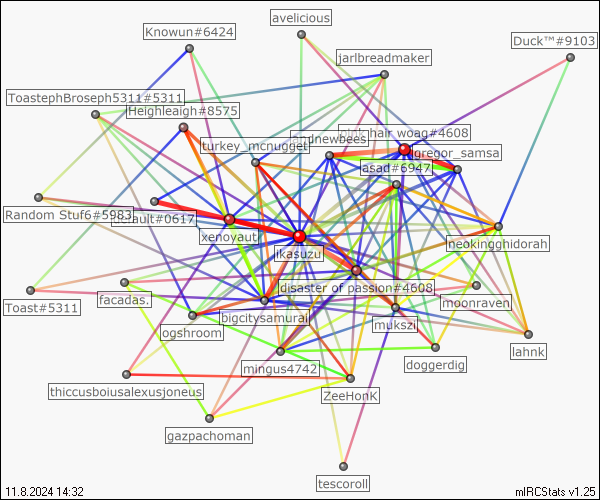 avelicious
Knowun#6424
Duck™#9103
jarlbreadmaker
ToastephBroseph5311#5311
Heighleaigh#8575
hair woag#4608
turkey_mcnugget
andnewbees
gregor_samsa
asad#6947
Random Stuf6#5983
default#0617
xenoyaut
neokingghidorah
jikasuzu
disaster of passion#4608
Toast#5311
facadas.
moonraven
bigcitysamurai
ogshroom
mukszi
lahnk
doggerdig
mingus4742
thiccusboiusalexusjoneus
ZeeHonK
gazpachoman
tescoroll
11.8.2024 14:32
mIRCStats v1.25